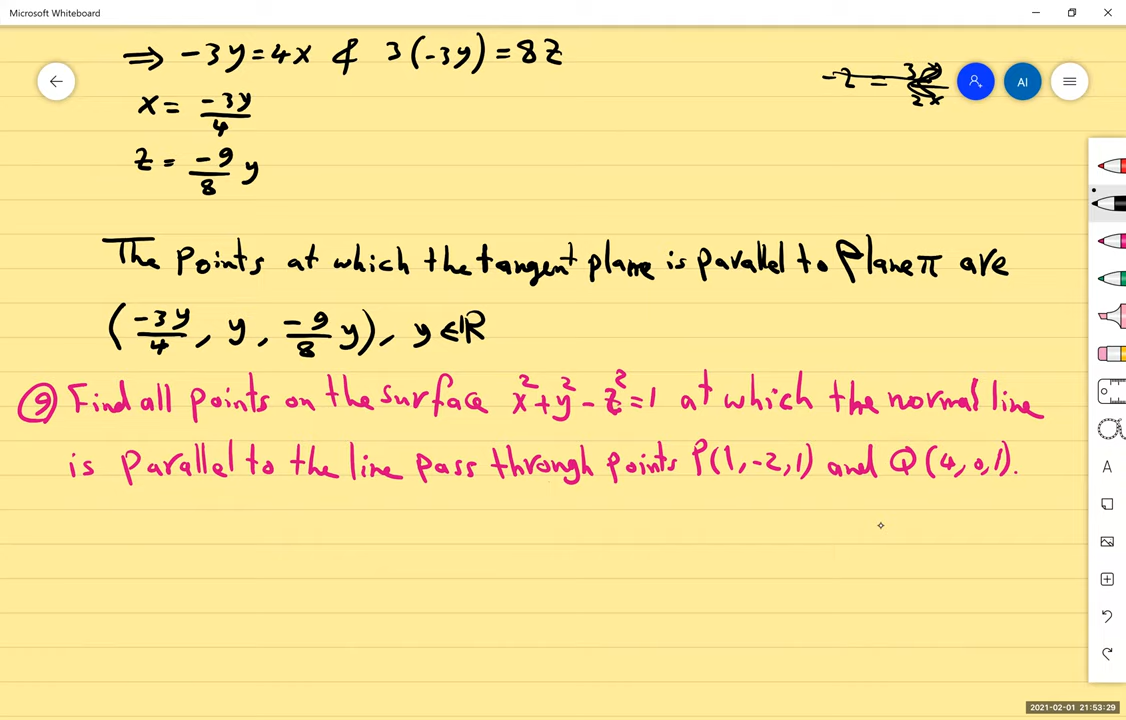 Microsoft Whiteboard
⟹ -3y = 4x & 3(-3y) = 8z
x = -3y/4
z = -9/8 y
AI
The points at which the tangent plane is parallel to Plane π are
(-3y/4, y, -9/8 y), y ∈ ℝ
⑨ Find all points on the surface x² + y² - z² = 1 at which the normal line
is parallel to the line pass through points P(1, -2, 1) and Q(4, 0, 1).
A
2021-02-01 21:53:29